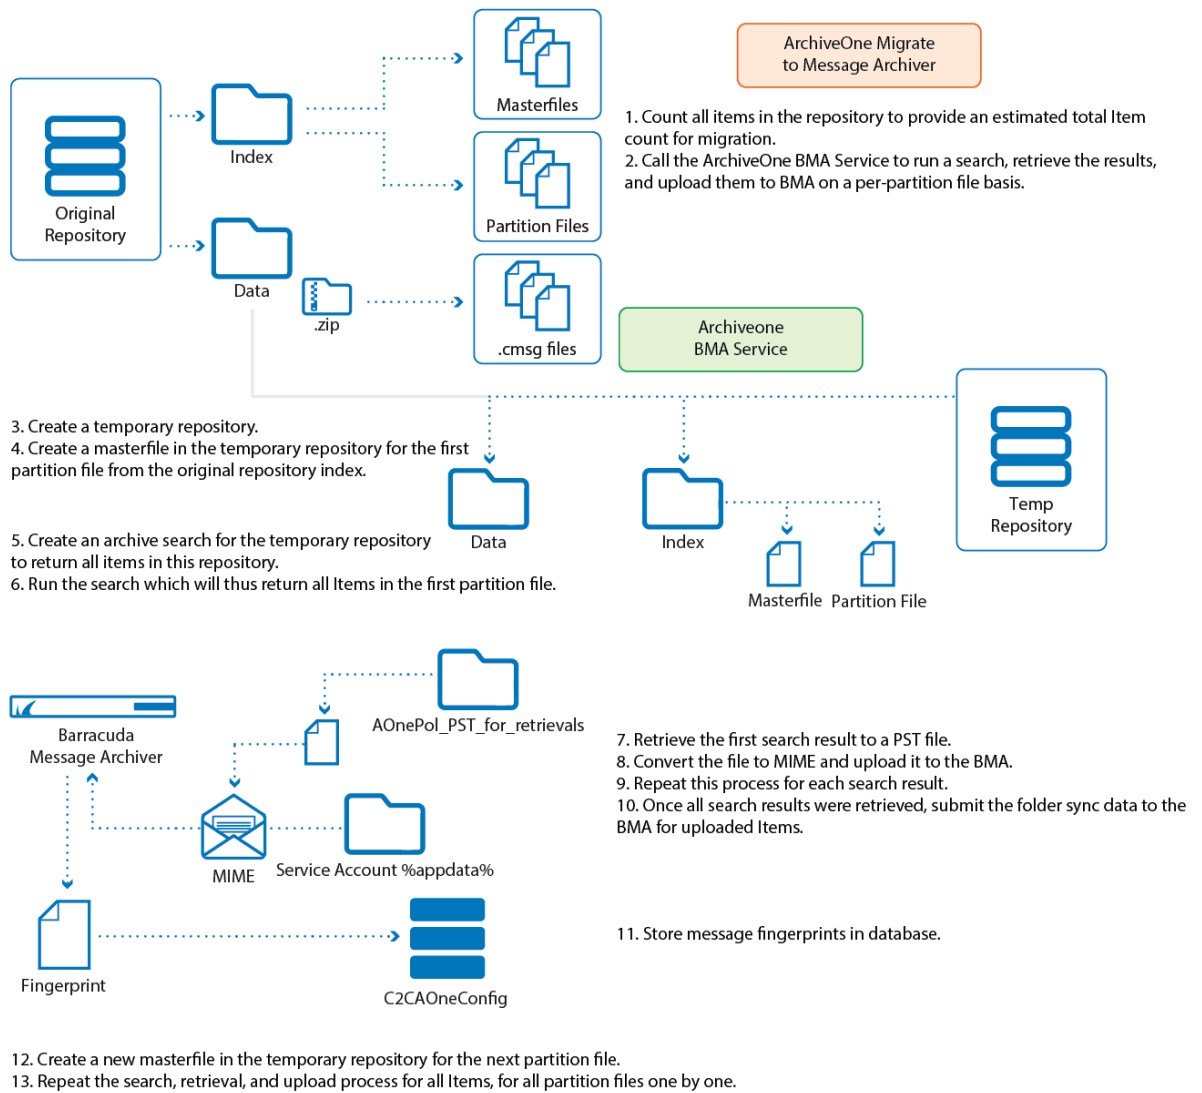 ArchiveOne Migrate
to Message Archiver
Masterfiles
1. Count all items in the repository to provide an estimated total Item
count for migration.
2. Call the ArchiveOne BMA Service to run a search, retrieve the results,
and upload them to BMA on a per-partition file basis.
Index
Original
Repository
Partition Files
Data
.zip
.cmsg files
Archiveone
BMA Service
3. Create a temporary repository.
4. Create a masterfile in the temporary repository for the first
partition file from the original repository index.
Temp
Repository
5. Create an archive search for the temporary repository
to return all items in this repository.
6. Run the search which will thus return all Items in the first partition file.
Data
Index
Masterfile
Partition File
AOnePol_PST_for_retrievals
Barracuda
Message Archiver
7. Retrieve the first search result to a PST file.
8. Convert the file to MIME and upload it to the BMA.
9. Repeat this process for each search result.
10. Once all search results were retrieved, submit the folder sync data to the
BMA for uploaded Items.
MIME
Service Account %appdata%
11. Store message fingerprints in database.
Fingerprint
C2CAOneConfig
12. Create a new masterfile in the temporary repository for the next partition file.
13. Repeat the search, retrieval, and upload process for all Items, for all partition files one by one.